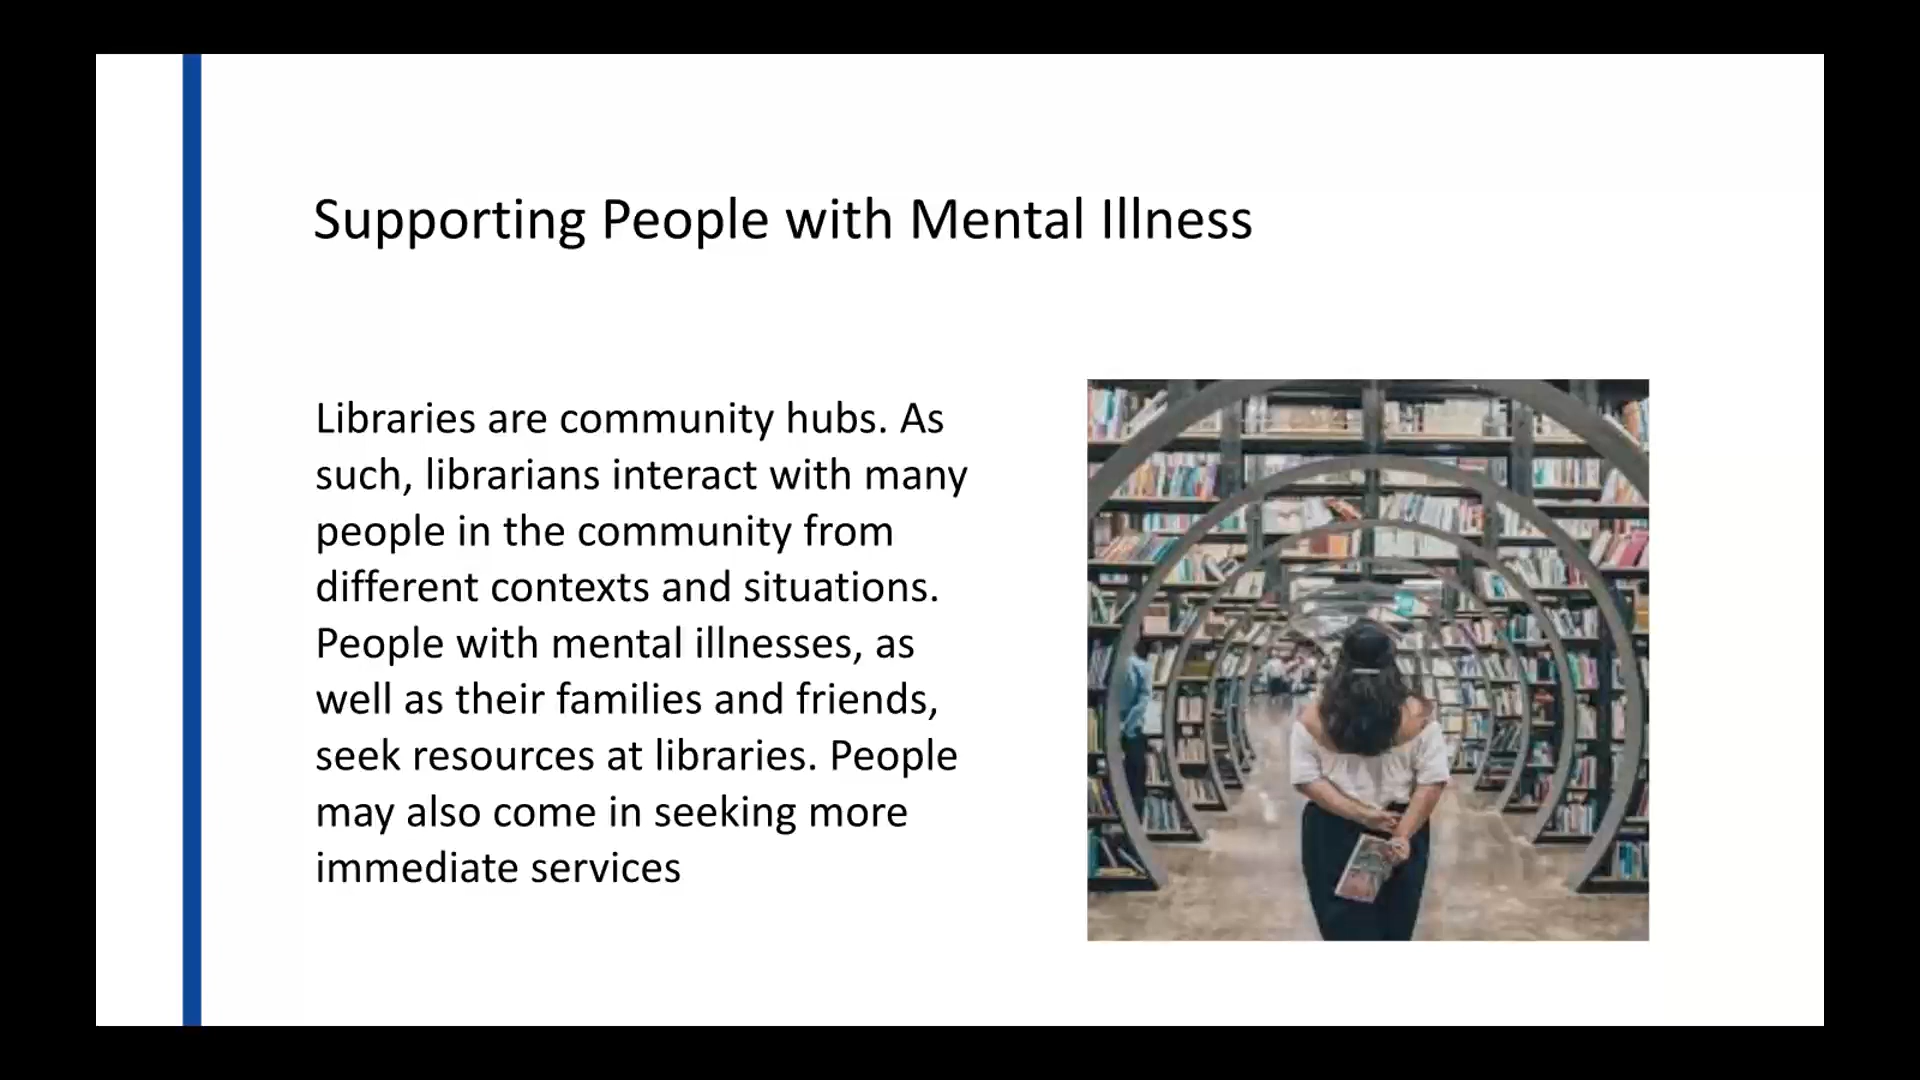 Supporting People with Mental Illness
Libraries are community hubs. As
such, librarians interact with many
people in the community from
different contexts and situations.
People with mental illnesses, as
well as their families and friends,
seek resources at libraries. People
may also come in seeking more
immediate services